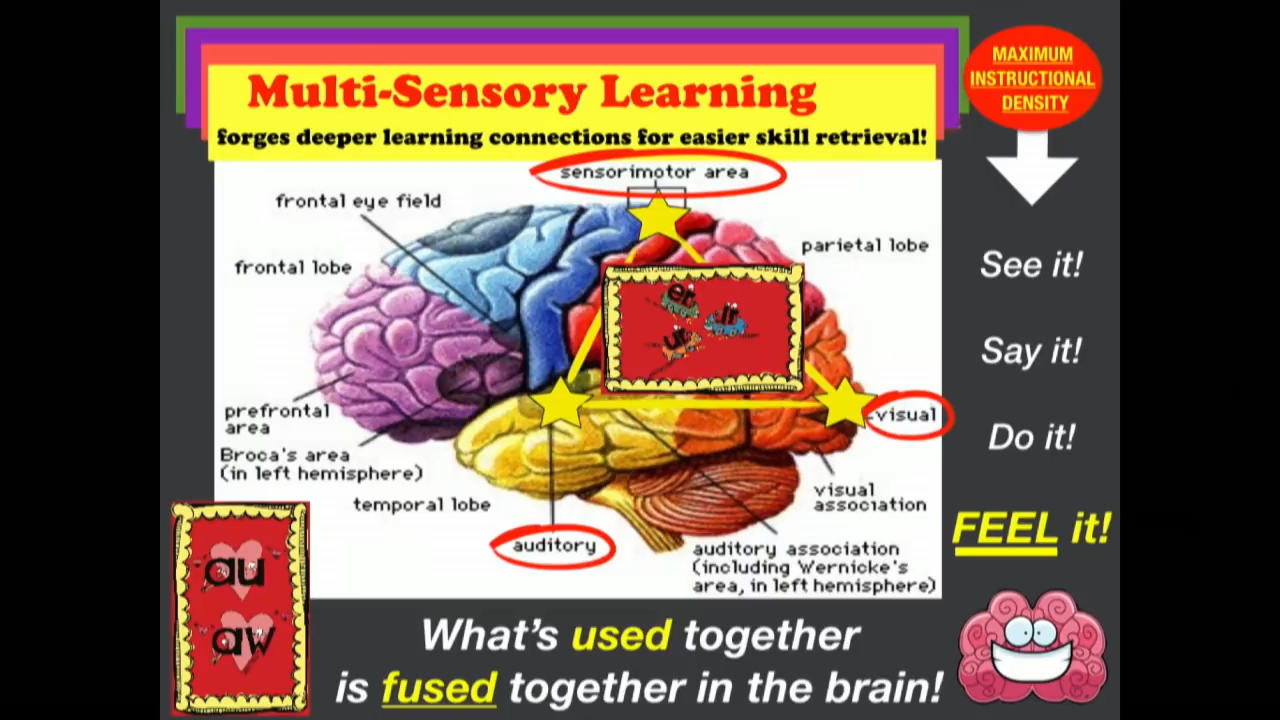 Multi-Sensory Learning
forges deeper learning connections for easier skill retrieval!
MAXIMUM
INSTRUCTIONAL
DENSITY
sensorimotor area
frontal eye field
parietal lobe
frontal lobe
er
ir
ur
prefrontal
area
visual
Broca's area
(in left hemisphere)
temporal lobe
visual
association
auditory
auditory association
(including Wernicke's
area, in left hemisphere)
See it!
Say it!
Do it!
FEEL it!
au
aw
What's used together
is fused together in the brain!